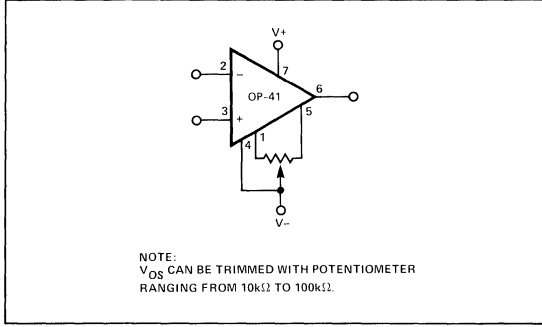 V+
2
7
−
OP-41
6
3
+
5
1
4
V−
NOTE:
VOS CAN BE TRIMMED WITH POTENTIOMETER
RANGING FROM 10kΩ TO 100kΩ.